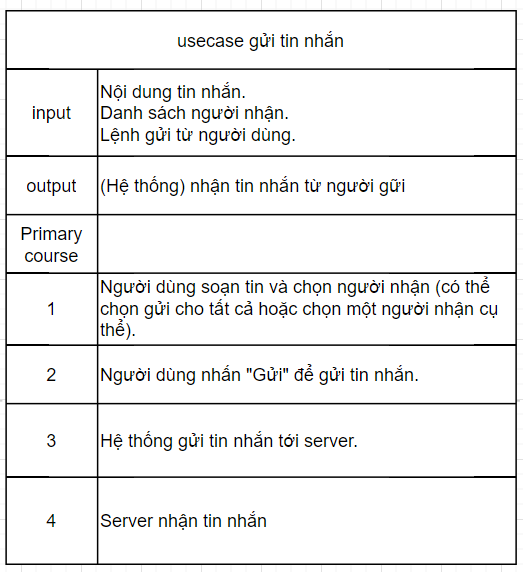 usecase gửi tin nhắn
input
Nội dung tin nhắn.
Danh sách người nhận.
Lệnh gửi từ người dùng.
output
(Hệ thống) nhận tin nhắn từ người gữi
Primary
course
1
Người dùng soạn tin và chọn người nhận (có thể
chọn gửi cho tất cả hoặc chọn một người nhận cụ
thể).
2
Người dùng nhấn "Gửi" để gửi tin nhắn.
3
Hệ thống gửi tin nhắn tới server.
4
Server nhận tin nhắn